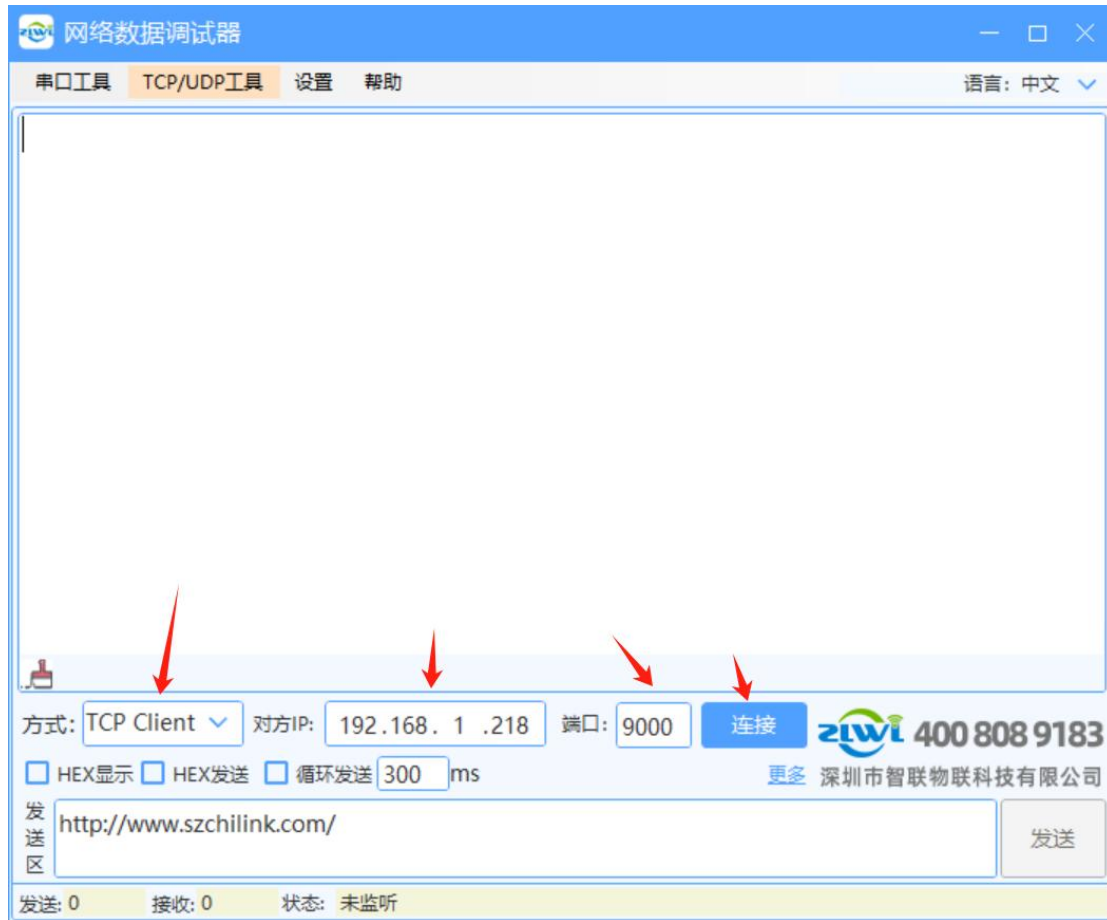 ZLWL 网络数据调试器
串口工具 TCP/UDP工具 设置 帮助 语言：中文
方式: TCP Client 对方IP: 192.168. 1 .218 端口: 9000 连接 ZLWL 400 808 9183
HEX显示 HEX发送 循环发送 300 ms 更多 深圳市智联物联科技有限公司
发送区 http://www.szchilink.com/ 发送
发送: 0 接收: 0 状态: 未监听